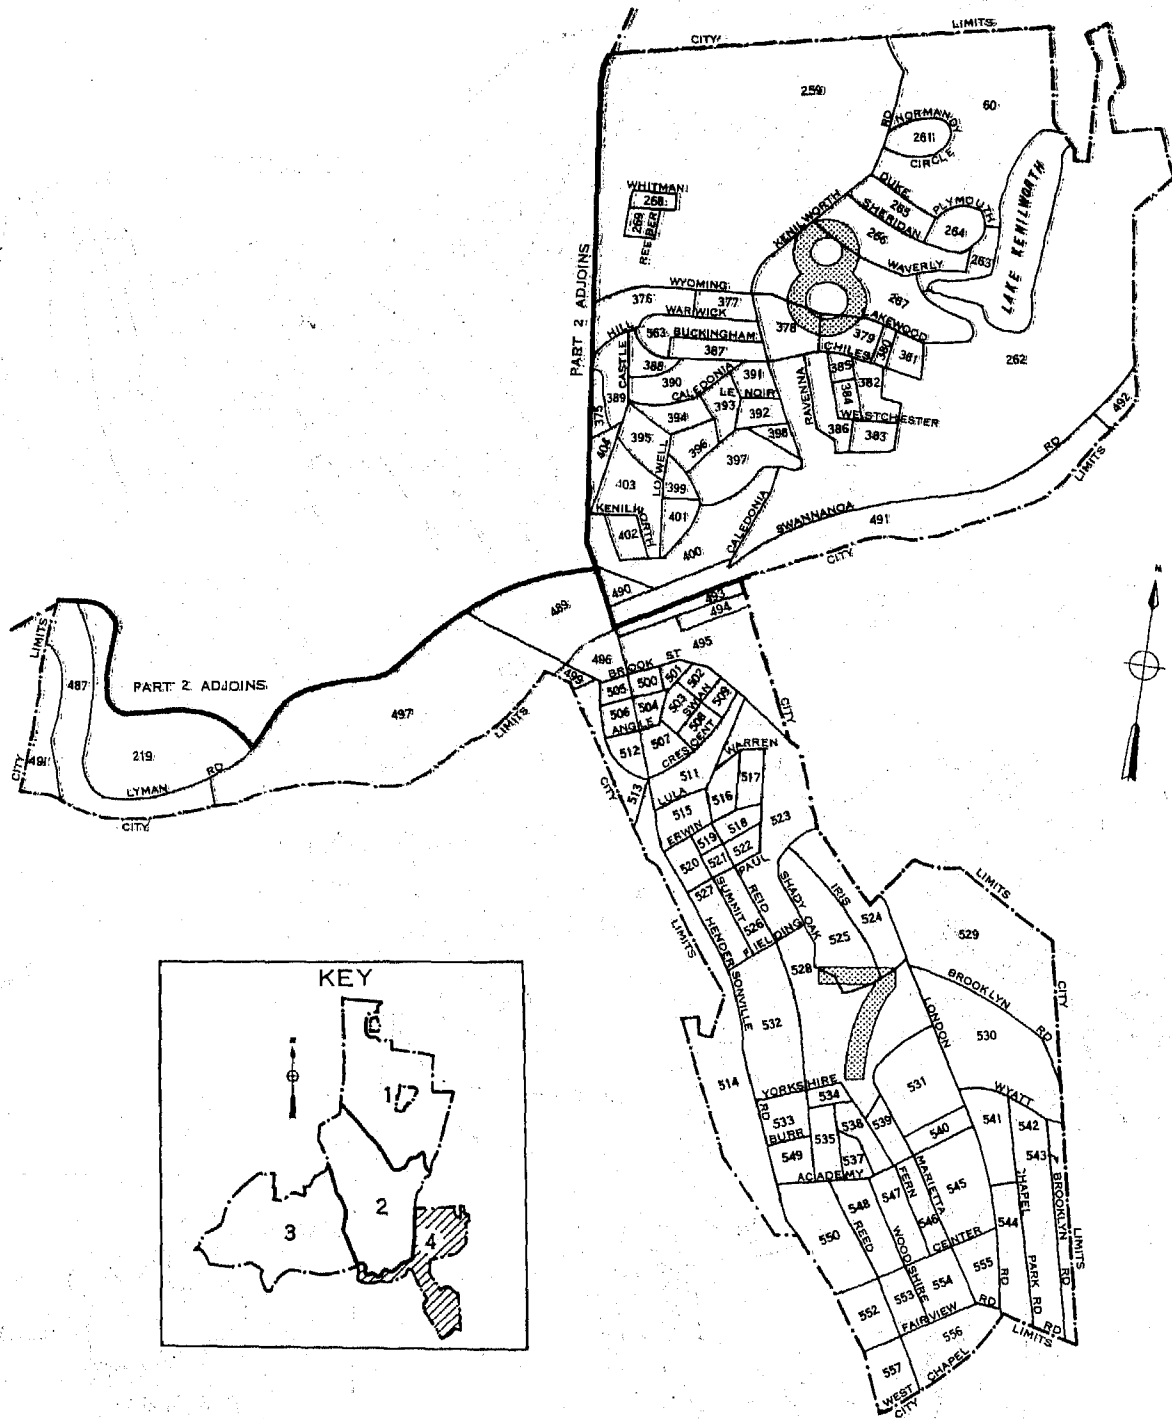 CITY LIMITS
259
60
RD
NORMANDY
261
CIRCLE
WHITMAN
268
269
REEBER
DUKE
265
PLYMOUTH
SHERIDAN
264
KENILWORTH
266
WAVERLY
263
267
LAKE KENILWORTH
PART 2 ADJOINS
WYOMING
376
377
WARWICK
HILL
563
BUCKINGHAM
378
387
LAKEWOOD
379
380
381
CHILES
262
CASTLE
388
390
CALEDONIA
391
RAVENNA
385
382
384
375
389
LE NOIR
393
392
394
WESTCHESTER
386
383
492
404
395
396
398
397
LOWELL
RD
LIMITS
403
399
KENILWORTH
401
402
400
CALEDONIA
SWANNANOA
491
CITY
490
489
493
494
495
LIMITS
487
PART 2 ADJOINS
496
499
BROOK ST
497
LIMITS
505
500
501
502
504
503
SWAN
509
506
ANGLE
508
CITY
507
512
CRESCENT
CITY
491
219
LYMAN RD
CITY
CITY
513
511
WARREN
LULA
516
517
515
ERWIN
518
523
519
520
521
522
PAUL
527
SUMMIT
REID
526
SHADY OAK
IRIS
525
524
LIMITS
LIMITS
FIELDING
528
529
HENDERSONVILLE RD
532
LONDON
BROOKLYN RD
CITY
530
514
YORKSHIRE
534
531
WYATT
533
BURR
535
538
539
540
541
542
543
549
537
ACADEMY
FERN
MARIETTA
545
CHAPEL
BROOKLYN
548
547
546
544
LIMITS
550
REED
WOODSHIRE
CENTER
RD
PARK RD
552
553
554
555
FAIRVIEW RD
RD
556
LIMITS
557
WEST CHAPEL
CITY
N
KEY
1
2
3
4